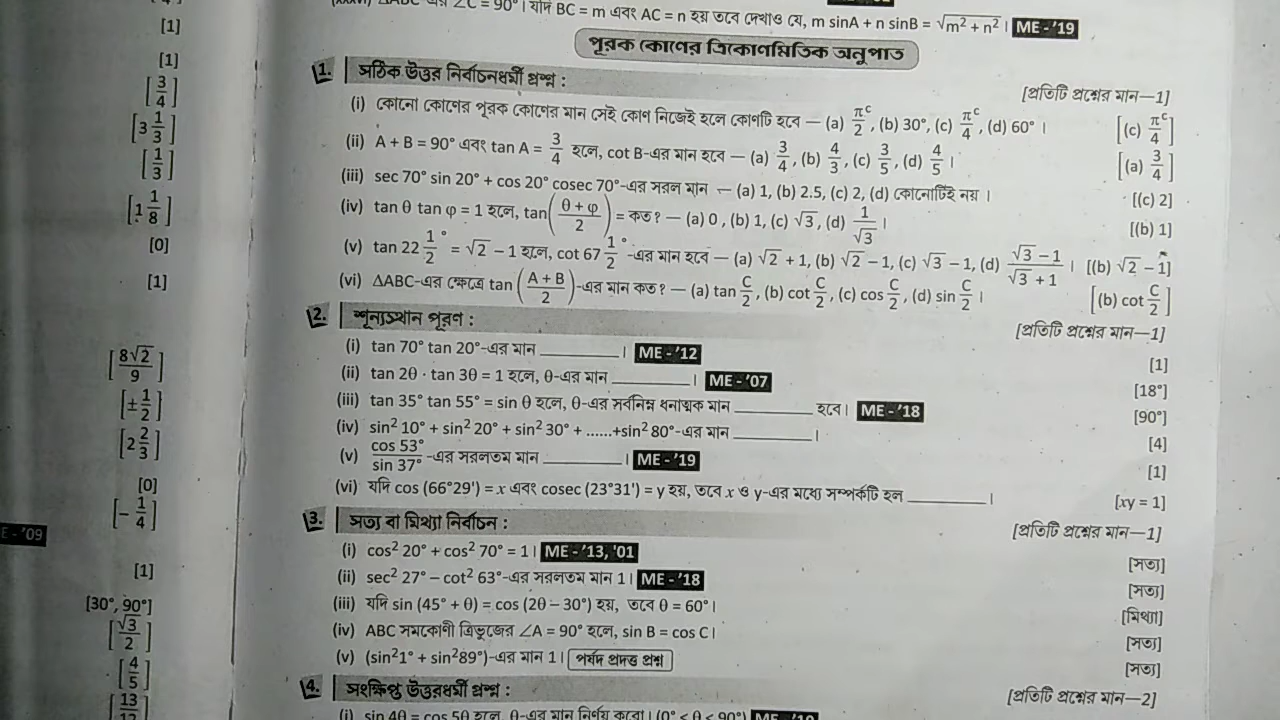 [1]
[1]
[3/4]
[3 1/3]
[1/3]
[1 1/8]
[0]
[1]
[8√2/9]
[±1/2]
[2 2/3]
[0]
[-1/4]
E - '09
[1]
[30°, 90°]
[√3/2]
[4/5]
∠C = 90° । যদি BC = m এবং AC = n হয় তবে দেখাও যে, m sinA + n sinB = √m² + n² । ME - '19
পূরক কোণের ত্রিকোণমিতিক অনুপাত
1. সঠিক উত্তর নির্বাচনধর্মী প্রশ্ন : [প্রতিটি প্রশ্নের মান—1]
(i) কোনো কোণের পূরক কোণের মান সেই কোণ নিজেই হলে কোণটি হবে — (a) π^c/2, (b) 30°, (c) π^c/4, (d) 60° । [(c) π^c/4]
(ii) A + B = 90° এবং tan A = 3/4 হলে, cot B-এর মান হবে — (a) 3/4, (b) 4/3, (c) 3/5, (d) 4/5 । [(a) 3/4]
(iii) sec 70° sin 20° + cos 20° cosec 70°-এর সরল মান — (a) 1, (b) 2.5, (c) 2, (d) কোনোটিই নয় । [(c) 2]
(iv) tan θ tan φ = 1 হলে, tan((θ + φ)/2) = কত? — (a) 0, (b) 1, (c) √3, (d) 1/√3 । [(b) 1]
(v) tan 22 1/2° = √2 − 1 হলে, cot 67 1/2°-এর মান হবে — (a) √2 + 1, (b) √2 − 1, (c) √3 − 1, (d) (√3 − 1)/(√3 + 1) । [(b) √2 − 1]
(vi) ΔABC-এর ক্ষেত্রে tan((A + B)/2)-এর মান কত? — (a) tan C/2, (b) cot C/2, (c) cos C/2, (d) sin C/2 । [(b) cot C/2]
2. শূন্যস্থান পূরণ : [প্রতিটি প্রশ্নের মান—1]
(i) tan 70° tan 20°-এর মান ________ । ME - '12 [1]
(ii) tan 2θ · tan 3θ = 1 হলে, θ-এর মান ________ । ME - '07 [18°]
(iii) tan 35° tan 55° = sin θ হলে, θ-এর সর্বনিম্ন ধনাত্মক মান ________ হবে। ME - '18 [90°]
(iv) sin² 10° + sin² 20° + sin² 30° + ......+sin² 80°-এর মান ________ । [4]
(v) cos 53°/sin 37° -এর সরলতম মান ________ । ME - '19 [1]
(vi) যদি cos (66°29') = x এবং cosec (23°31') = y হয়, তবে x ও y-এর মধ্যে সম্পর্কটি হল ________ । [xy = 1]
3. সত্য বা মিথ্যা নির্বাচন : [প্রতিটি প্রশ্নের মান—1]
(i) cos² 20° + cos² 70° = 1 । ME - '13, '01 [সত্য]
(ii) sec² 27° − cot² 63°-এর সরলতম মান 1 । ME - '18 [সত্য]
(iii) যদি sin (45° + θ) = cos (2θ − 30°) হয়, তবে θ = 60° । [মিথ্যা]
(iv) ABC সমকোণী ত্রিভুজের ∠A = 90° হলে, sin B = cos C । [সত্য]
(v) (sin²1° + sin²89°)-এর মান 1 । পর্ষদ প্রদত্ত প্রশ্ন [সত্য]
4. সংক্ষিপ্ত উত্তরধর্মী প্রশ্ন : [প্রতিটি প্রশ্নের মান—2]
(i) sin 4θ = cos 5θ হলে, θ-এর মান নির্ণয় করো। (0° < θ < 90°)